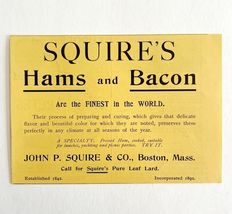 SQUIRE'S
Hams and Bacon
Are the FINEST in the WORLD.
Their process of preparing and curing, which gives that delicate
flavor and beautiful color for which they are noted, preserves them
perfectly in any climate at all seasons of the year.
A SPECIALTY. Pressed Ham, cooked, suitable
for lunches, yachting and picnic parties. TRY IT.
JOHN P. SQUIRE & CO., Boston, Mass.
Call for Squire's Pure Leaf Lard.
Established 1842. Incorporated 1892.